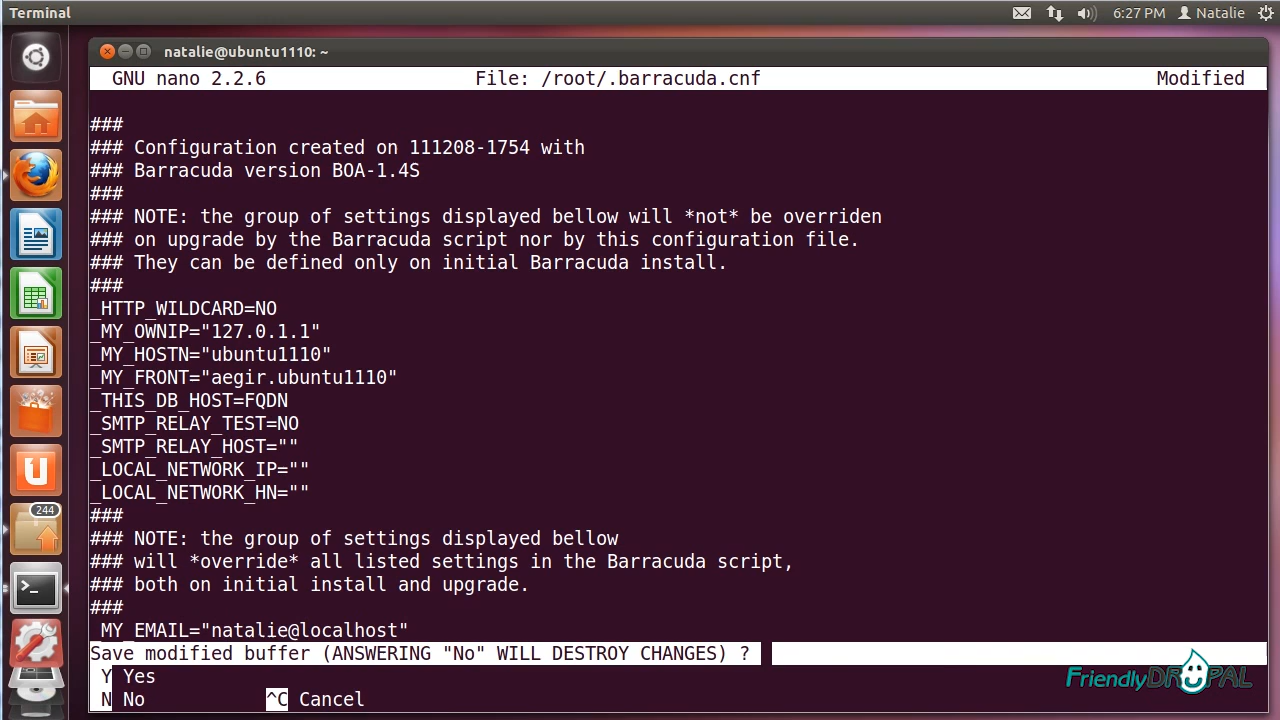 Terminal
6:27 PM Natalie
natalie@ubuntu1110: ~
GNU nano 2.2.6 File: /root/.barracuda.cnf Modified
###
### Configuration created on 111208-1754 with
### Barracuda version BOA-1.4S
###
### NOTE: the group of settings displayed bellow will *not* be overriden
### on upgrade by the Barracuda script nor by this configuration file.
### They can be defined only on initial Barracuda install.
###
_HTTP_WILDCARD=NO
_MY_OWNIP="127.0.1.1"
_MY_HOSTN="ubuntu1110"
_MY_FRONT="aegir.ubuntu1110"
_THIS_DB_HOST=FQDN
_SMTP_RELAY_TEST=NO
_SMTP_RELAY_HOST=""
_LOCAL_NETWORK_IP=""
_LOCAL_NETWORK_HN=""
###
### NOTE: the group of settings displayed bellow
### will *override* all listed settings in the Barracuda script,
### both on initial install and upgrade.
###
_MY_EMAIL="natalie@localhost"
Save modified buffer (ANSWERING "No" WILL DESTROY CHANGES) ?
Y Yes
N No ^C Cancel
244
FriendlyDRUPAL